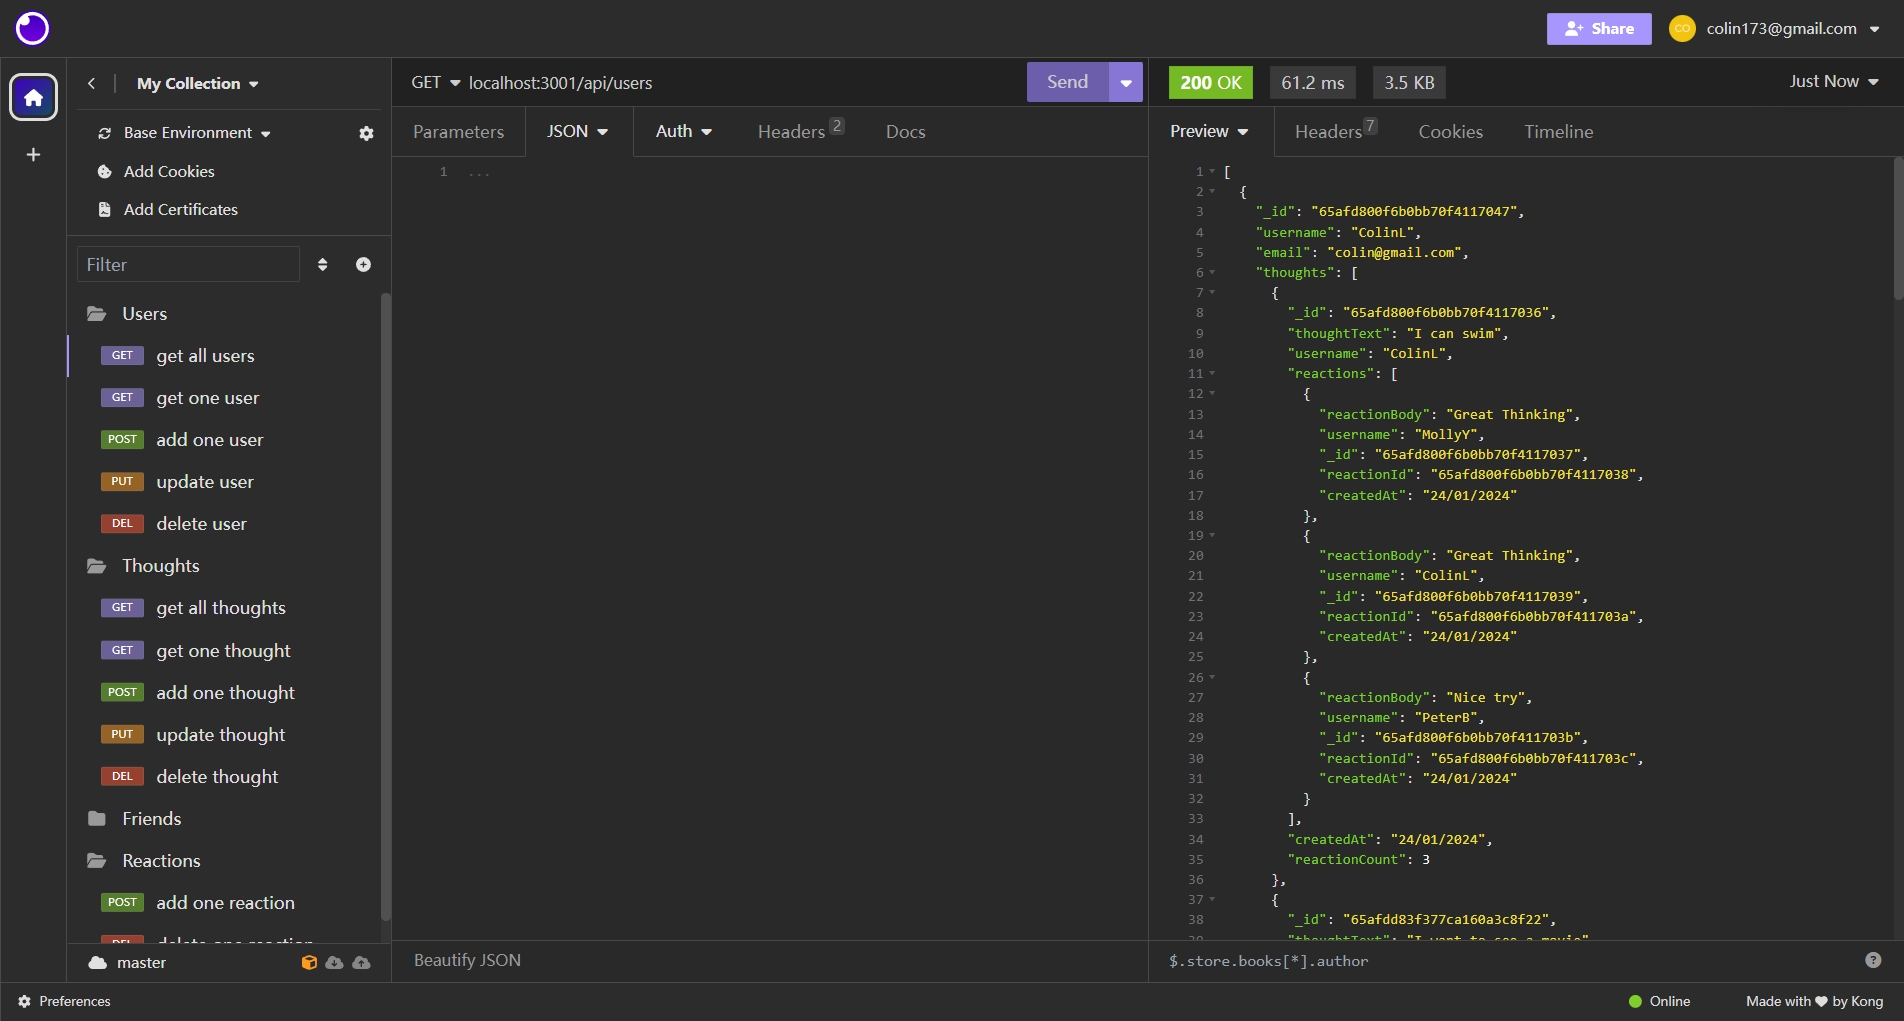 Share
CO
colin173@gmail.com
My Collection
Base Environment
Add Cookies
Add Certificates
Filter
Users
GET get all users
GET get one user
POST add one user
PUT update user
DEL delete user
Thoughts
GET get all thoughts
GET get one thought
POST add one thought
PUT update thought
DEL delete thought
Friends
Reactions
POST add one reaction
DEL delete one reaction
master
GET localhost:3001/api/users
Send
Parameters JSON Auth Headers 2 Docs
1 ...
Beautify JSON
200 OK 61.2 ms 3.5 KB Just Now
Preview Headers 7 Cookies Timeline
1 [
2 {
3 "_id": "65afd800f6b0bb70f4117047",
4 "username": "ColinL",
5 "email": "colin@gmail.com",
6 "thoughts": [
7 {
8 "_id": "65afd800f6b0bb70f4117036",
9 "thoughtText": "I can swim",
10 "username": "ColinL",
11 "reactions": [
12 {
13 "reactionBody": "Great Thinking",
14 "username": "MollyY",
15 "_id": "65afd800f6b0bb70f4117037",
16 "reactionId": "65afd800f6b0bb70f4117038",
17 "createdAt": "24/01/2024"
18 },
19 {
20 "reactionBody": "Great Thinking",
21 "username": "ColinL",
22 "_id": "65afd800f6b0bb70f4117039",
23 "reactionId": "65afd800f6b0bb70f411703a",
24 "createdAt": "24/01/2024"
25 },
26 {
27 "reactionBody": "Nice try",
28 "username": "PeterB",
29 "_id": "65afd800f6b0bb70f411703b",
30 "reactionId": "65afd800f6b0bb70f411703c",
31 "createdAt": "24/01/2024"
32 }
33 ],
34 "createdAt": "24/01/2024",
35 "reactionCount": 3
36 },
37 {
38 "_id": "65afdd83f377ca160a3c8f22",
39 "thoughtText": "I want to see a movie"
$.store.books[*].author
Preferences
Online
Made with ♥ by Kong